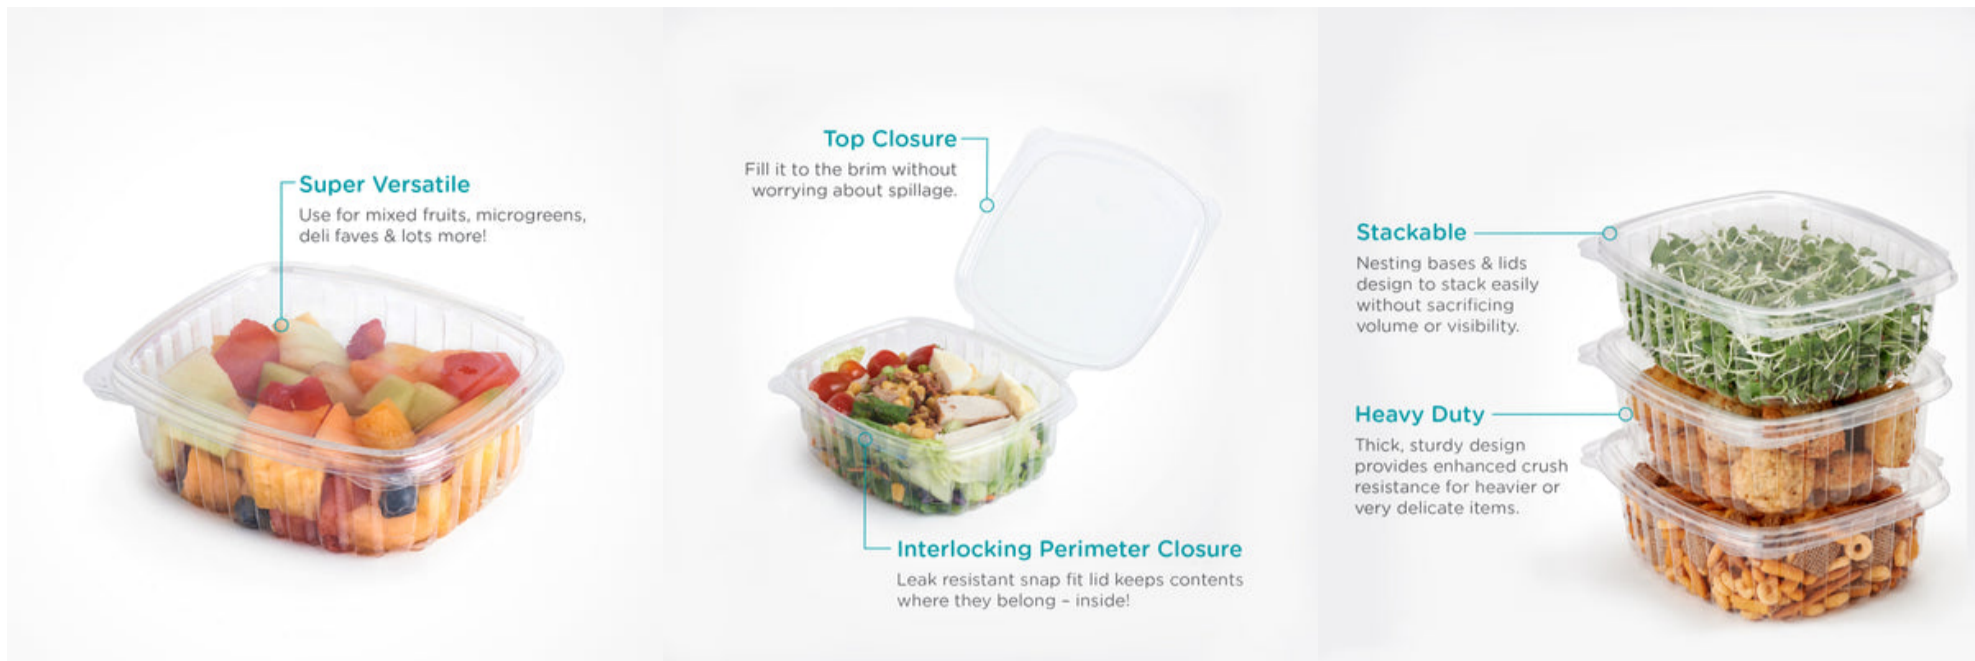 Super Versatile
Use for mixed fruits, microgreens,
deli faves & lots more!
Top Closure
Fill it to the brim without
worrying about spillage.
Interlocking Perimeter Closure
Leak resistant snap fit lid keeps contents
where they belong – inside!
Stackable
Nesting bases & lids
design to stack easily
without sacrificing
volume or visibility.
Heavy Duty
Thick, sturdy design
provides enhanced crush
resistance for heavier or
very delicate items.